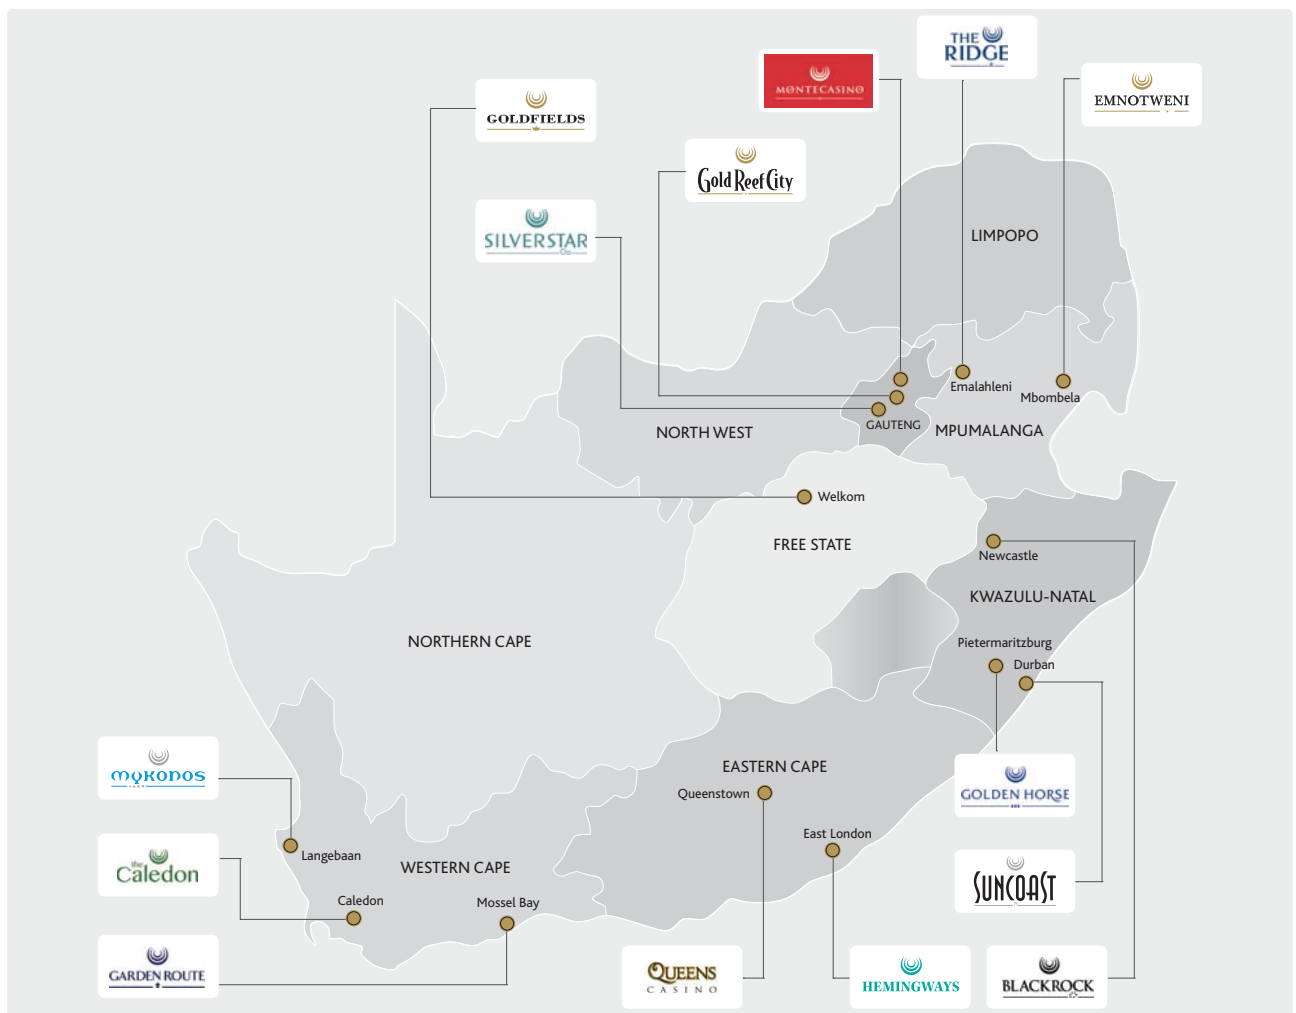 THE
RIDGE
MONTECASINO
EMNOTWENI
GOLDFIELDS
Gold Reef City
SILVERSTAR
LIMPOPO
Emalahleni
Mbombela
GAUTENG
NORTH WEST
MPUMALANGA
Welkom
FREE STATE
Newcastle
KWAZULU-NATAL
NORTHERN CAPE
Pietermaritzburg
Durban
EASTERN CAPE
Queenstown
MYKONOS
GOLDEN HORSE
East London
Langebaan
WESTERN CAPE
the
Caledon
SUNCOAST
Caledon
Mossel Bay
GARDEN ROUTE
QUEENS
CASINO
HEMINGWAYS
BLACKROCK